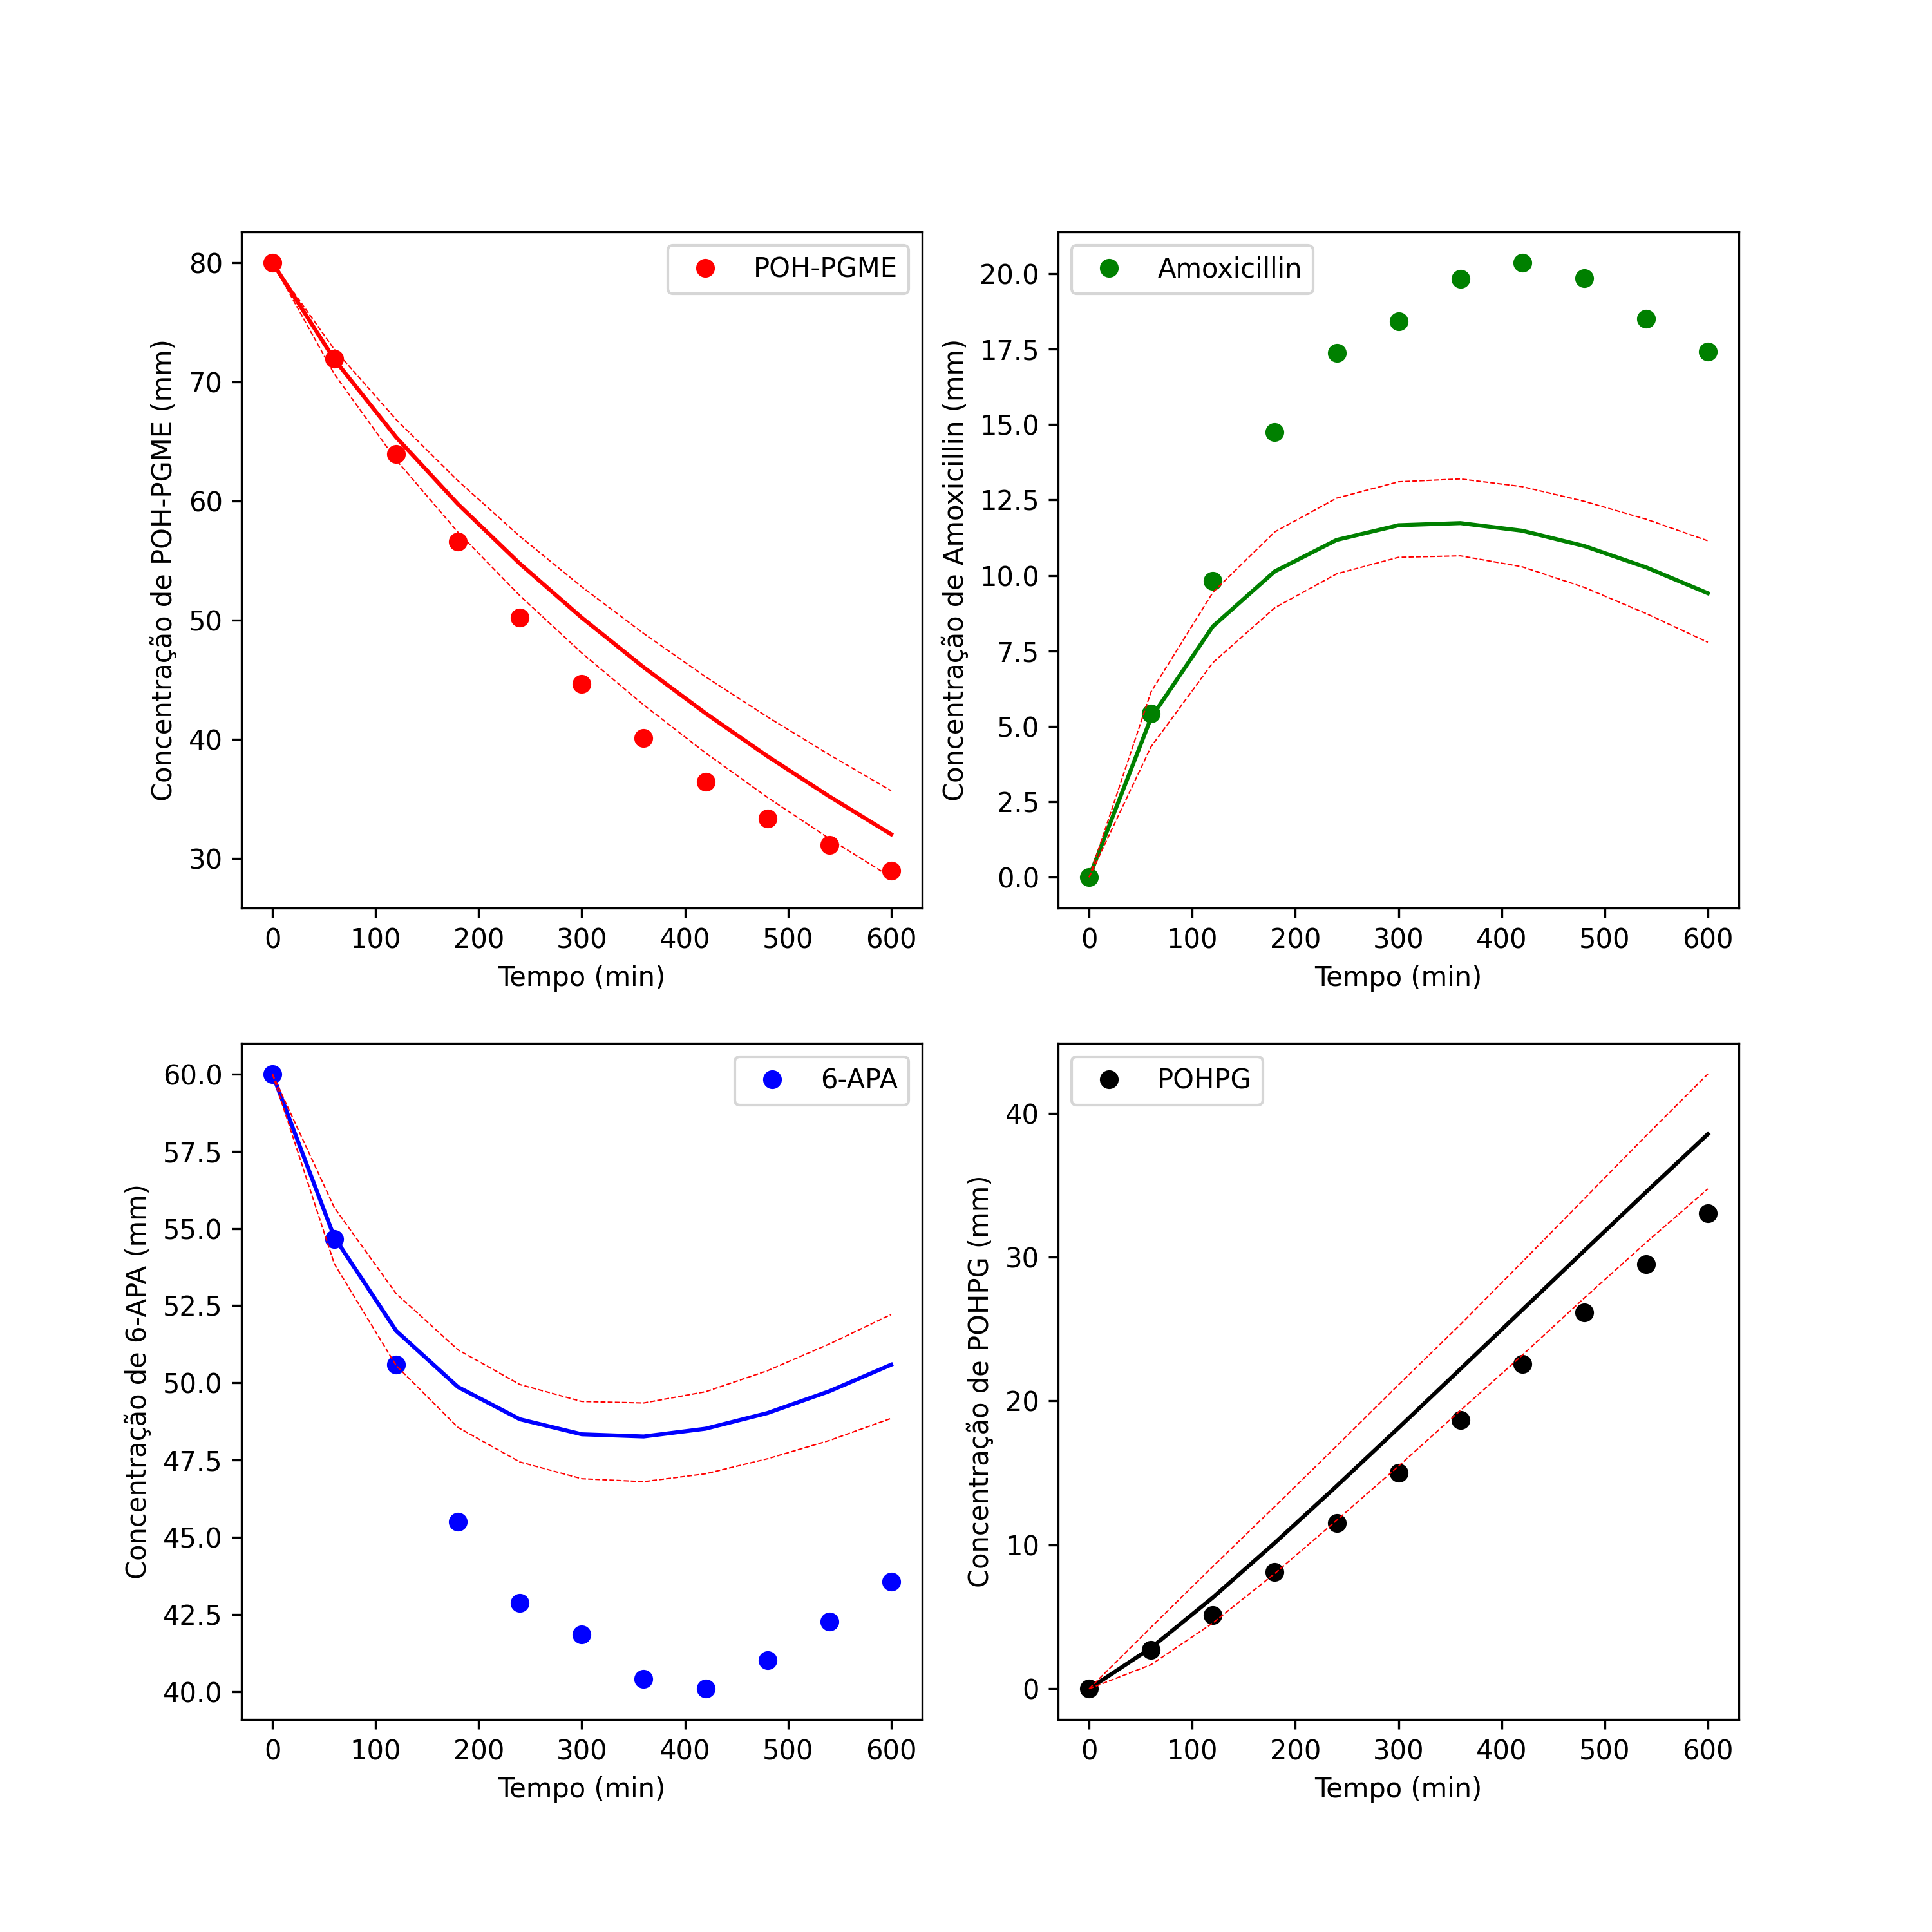 POH-PGME
Concentração de POH-PGME (mm)
80
70
60
50
40
30
0 100 200 300 400 500 600
Tempo (min)
Amoxicillin
Concentração de Amoxicillin (mm)
20.0
17.5
15.0
12.5
10.0
7.5
5.0
2.5
0.0
0 100 200 300 400 500 600
Tempo (min)
6-APA
Concentração de 6-APA (mm)
60.0
57.5
55.0
52.5
50.0
47.5
45.0
42.5
40.0
0 100 200 300 400 500 600
Tempo (min)
POHPG
Concentração de POHPG (mm)
40
30
20
10
0
0 100 200 300 400 500 600
Tempo (min)